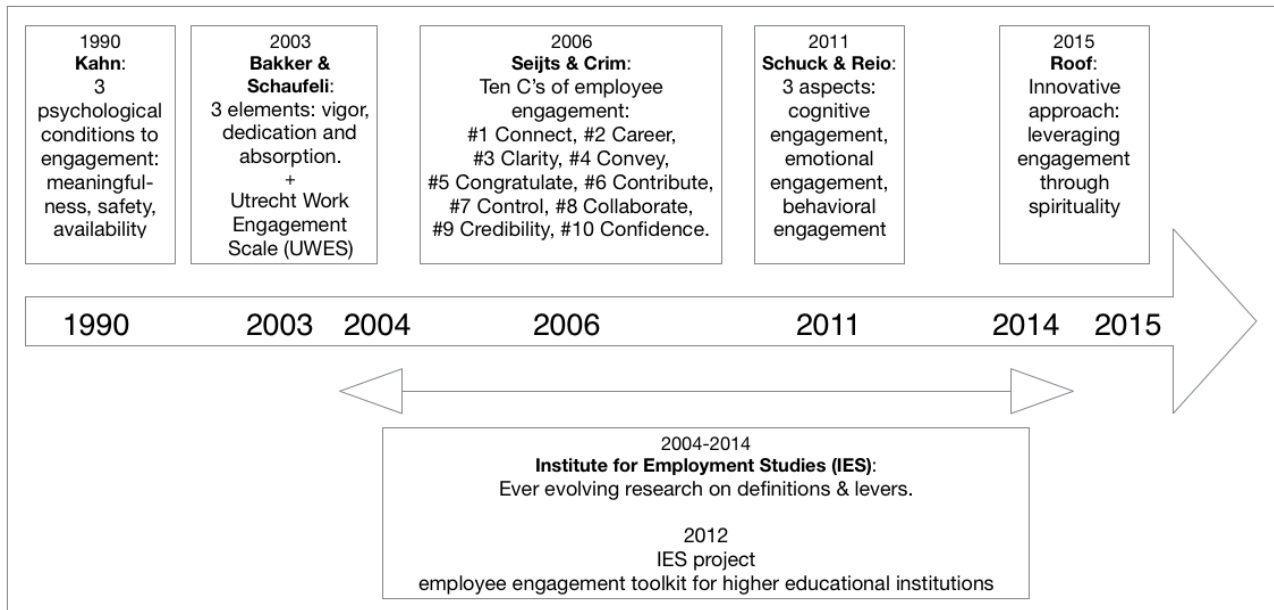 1990
Kahn:
3
psychological
conditions to
engagement:
meaningful-
ness, safety,
availability
2003
Bakker &
Schaufeli:
3 elements: vigor,
dedication and
absorption.
+
Utrecht Work
Engagement
Scale (UWES)
2006
Seijts & Crim:
Ten C's of employee
engagement:
#1 Connect, #2 Career,
#3 Clarity, #4 Convey,
#5 Congratulate, #6 Contribute,
#7 Control, #8 Collaborate,
#9 Credibility, #10 Confidence.
2011
Schuck & Reio:
3 aspects:
cognitive
engagement,
emotional
engagement,
behavioral
engagement
2015
Roof:
Innovative
approach:
leveraging
engagement
through
spirituality
1990 2003 2004 2006 2011 2014 2015
2004-2014
Institute for Employment Studies (IES):
Ever evolving research on definitions & levers.
2012
IES project
employee engagement toolkit for higher educational institutions